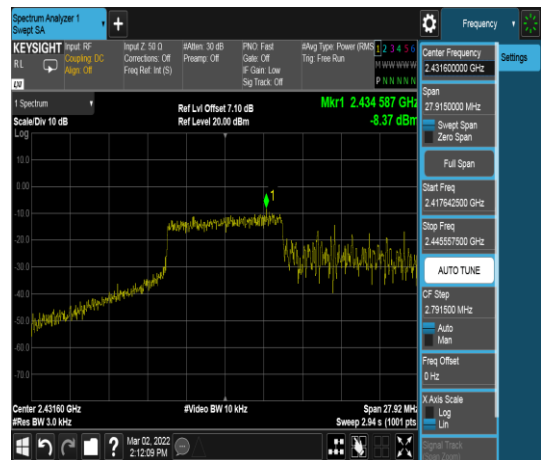 Spectrum Analyzer 1
Swept SA
+
Frequency
KEYSIGHT
RL
LXI
Input: RF
Coupling: DC
Align: Off
Input Z: 50 Ω
Corrections: Off
Freq Ref: Int (S)
#Atten: 30 dB
Preamp: Off
PNO: Fast
Gate: Off
IF Gain: Low
Sig Track: Off
#Avg Type: Power (RMS
Trig: Free Run
1 2 3 4 5 6
M W W W W W
P N N N N N
Settings
1 Spectrum
Scale/Div 10 dB
Log
Ref Lvl Offset 7.10 dB
Ref Level 20.00 dBm
Mkr1 2.434 587 GHz
-8.37 dBm
10.0
0.00
-10.0
-20.0
-30.0
-40.0
-50.0
-60.0
-70.0
1
Center 2.43160 GHz
#Res BW 3.0 kHz
#Video BW 10 kHz
Span 27.92 MHz
Sweep 2.94 s (1001 pts
Center Frequency
2.431600000 GHz
Span
27.9150000 MHz
Swept Span
Zero Span
Full Span
Start Freq
2.417642500 GHz
Stop Freq
2.445557500 GHz
AUTO TUNE
CF Step
2.791500 MHz
Auto
Man
Freq Offset
0 Hz
X Axis Scale
Log
Lin
Signal Track
(Span Zoom)
?
Mar 02, 2022
2:12:09 PM